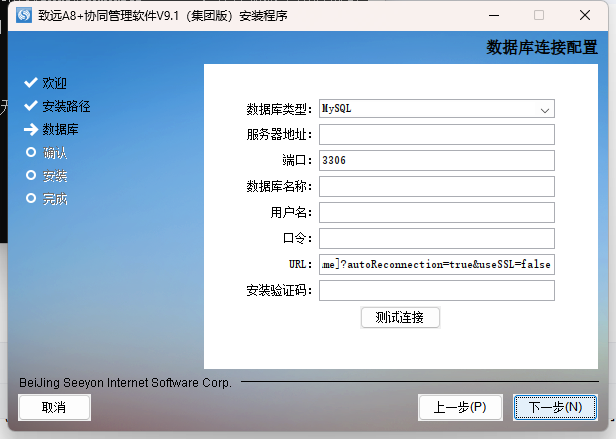 致远A8+协同管理软件V9.1（集团版）安装程序
数据库连接配置
欢迎
安装路径
数据库
确认
安装
完成
数据库类型: MySQL
服务器地址:
端口: 3306
数据库名称:
用户名:
口令:
URL: .me]?autoReconnection=true&useSSL=false
安装验证码:
测试连接
BeiJing Seeyon Internet Software Corp.
取消 上一步(P) 下一步(N)